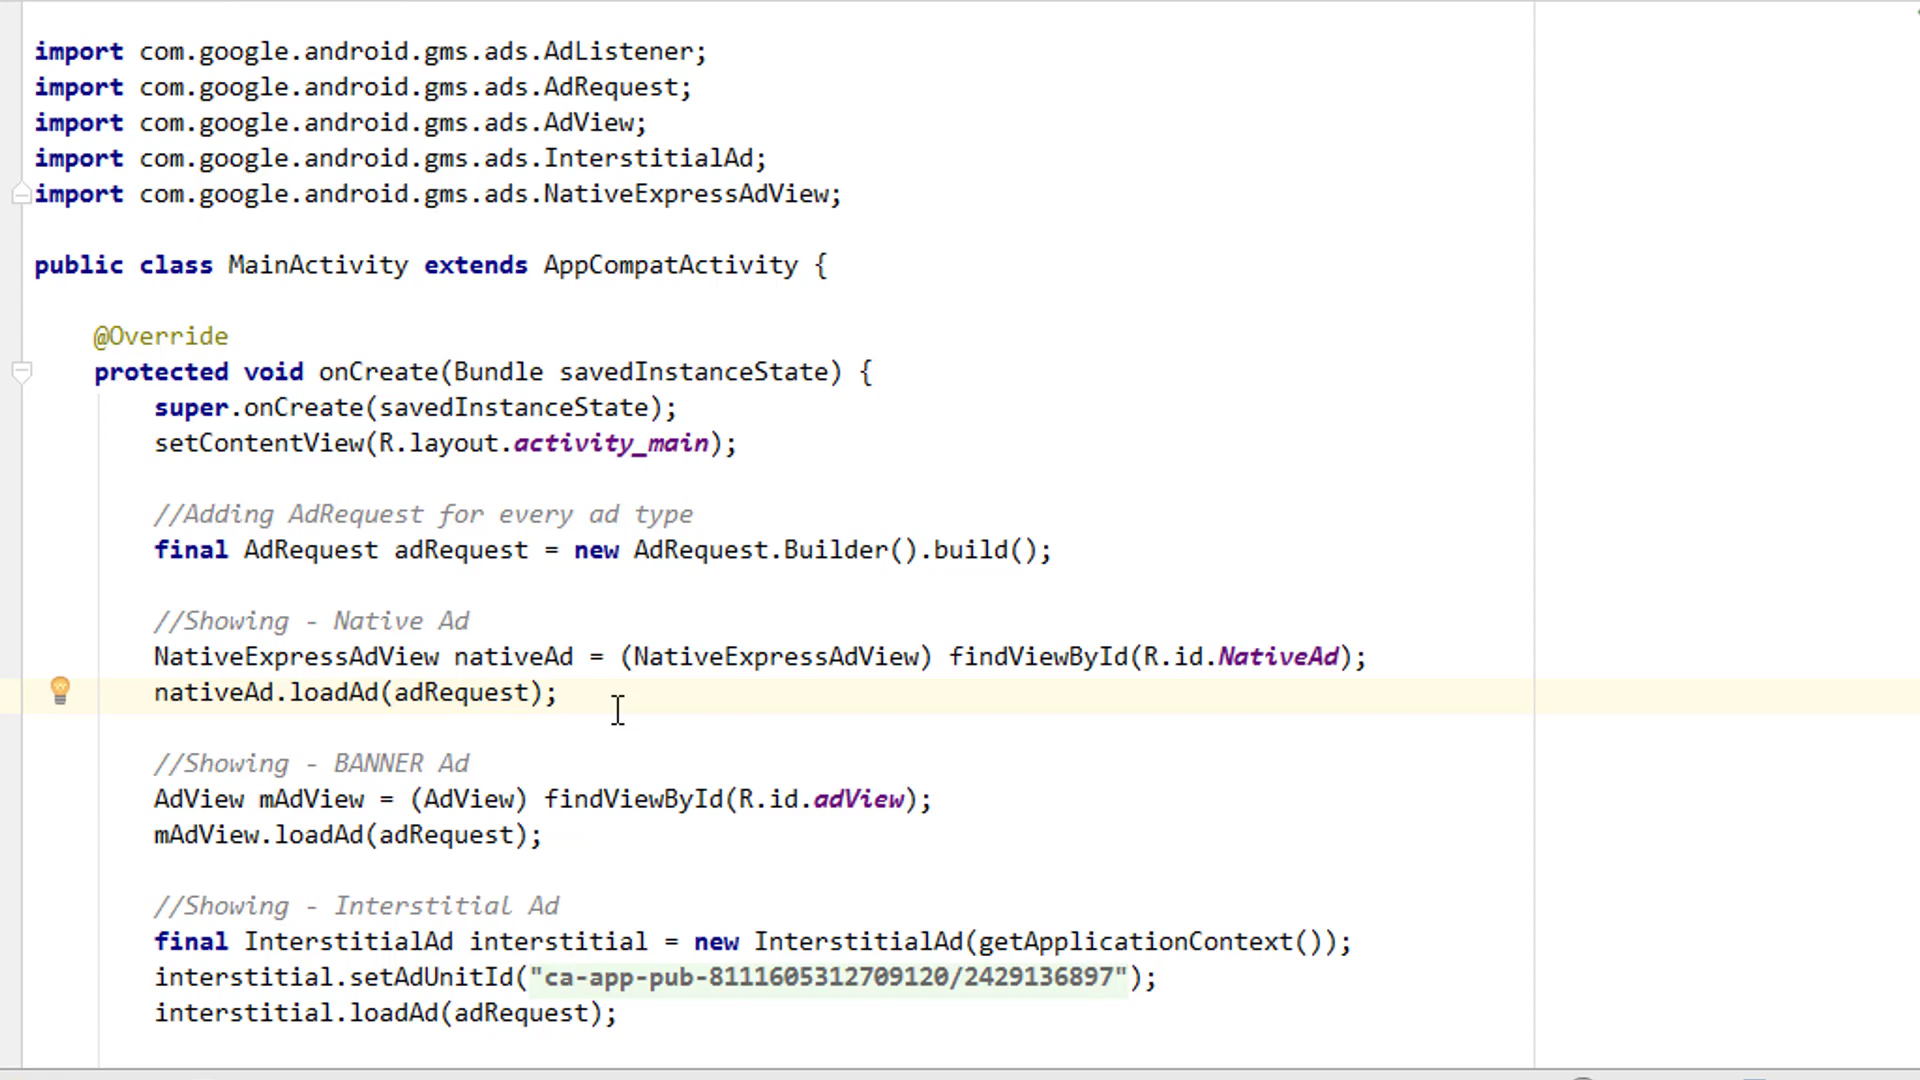 import com.google.android.gms.ads.AdListener;
import com.google.android.gms.ads.AdRequest;
import com.google.android.gms.ads.AdView;
import com.google.android.gms.ads.InterstitialAd;
import com.google.android.gms.ads.NativeExpressAdView;
public class MainActivity extends AppCompatActivity {
@Override
protected void onCreate(Bundle savedInstanceState) {
super.onCreate(savedInstanceState);
setContentView(R.layout.activity_main);
//Adding AdRequest for every ad type
final AdRequest adRequest = new AdRequest.Builder().build();
//Showing - Native Ad
NativeExpressAdView nativeAd = (NativeExpressAdView) findViewById(R.id.NativeAd);
nativeAd.loadAd(adRequest);
//Showing - BANNER Ad
AdView mAdView = (AdView) findViewById(R.id.adView);
mAdView.loadAd(adRequest);
//Showing - Interstitial Ad
final InterstitialAd interstitial = new InterstitialAd(getApplicationContext());
interstitial.setAdUnitId("ca-app-pub-8111605312709120/2429136897");
interstitial.loadAd(adRequest);